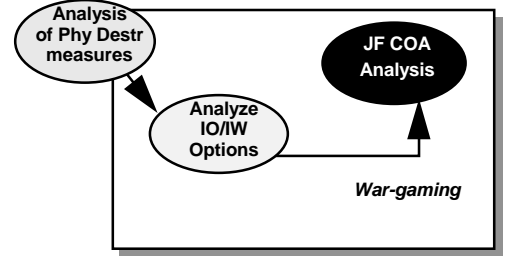 Analysis
of Phy Destr
measures
JF COA
Analysis
Analyze
IO/IW
Options
War-gaming